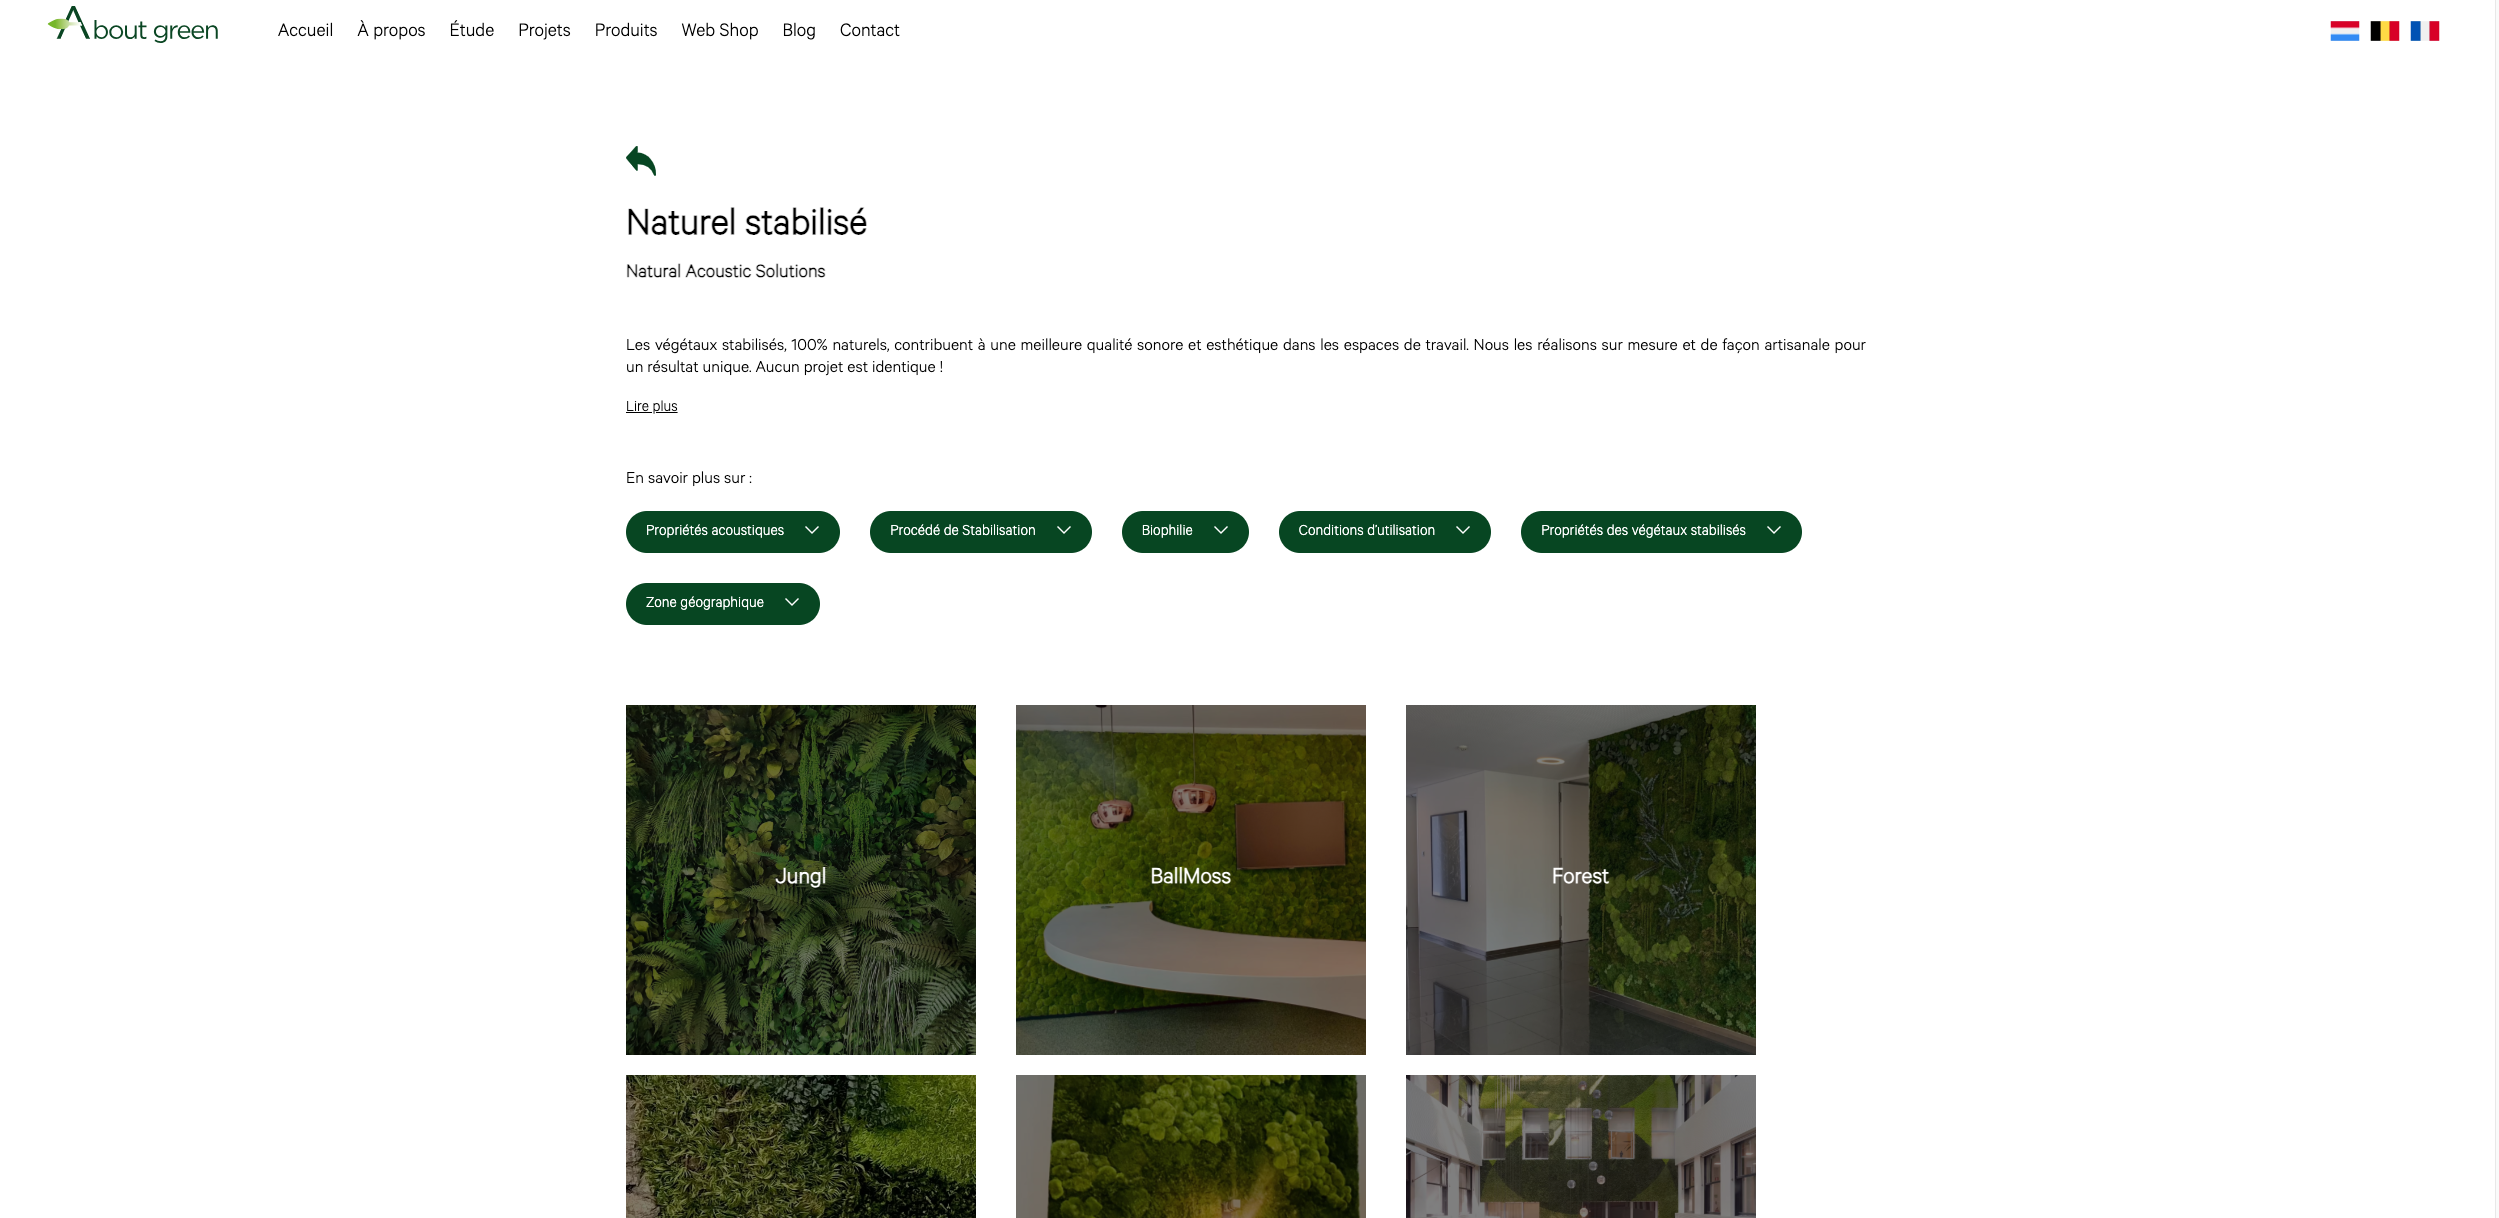 About green
Accueil À propos Étude Projets Produits Web Shop Blog Contact
Naturel stabilisé
Natural Acoustic Solutions
Les végétaux stabilisés, 100% naturels, contribuent à une meilleure qualité sonore et esthétique dans les espaces de travail. Nous les réalisons sur mesure et de façon artisanale pour
un résultat unique. Aucun projet est identique !
Lire plus
En savoir plus sur :
Propriétés acoustiques Procédé de Stabilisation Biophilie Conditions d'utilisation Propriétés des végétaux stabilisés
Zone géographique
Jungl BallMoss Forest